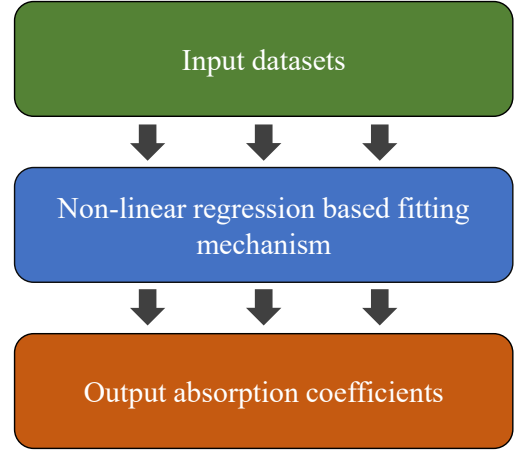 Input datasets
Non-linear regression based fitting
mechanism
Output absorption coefficients